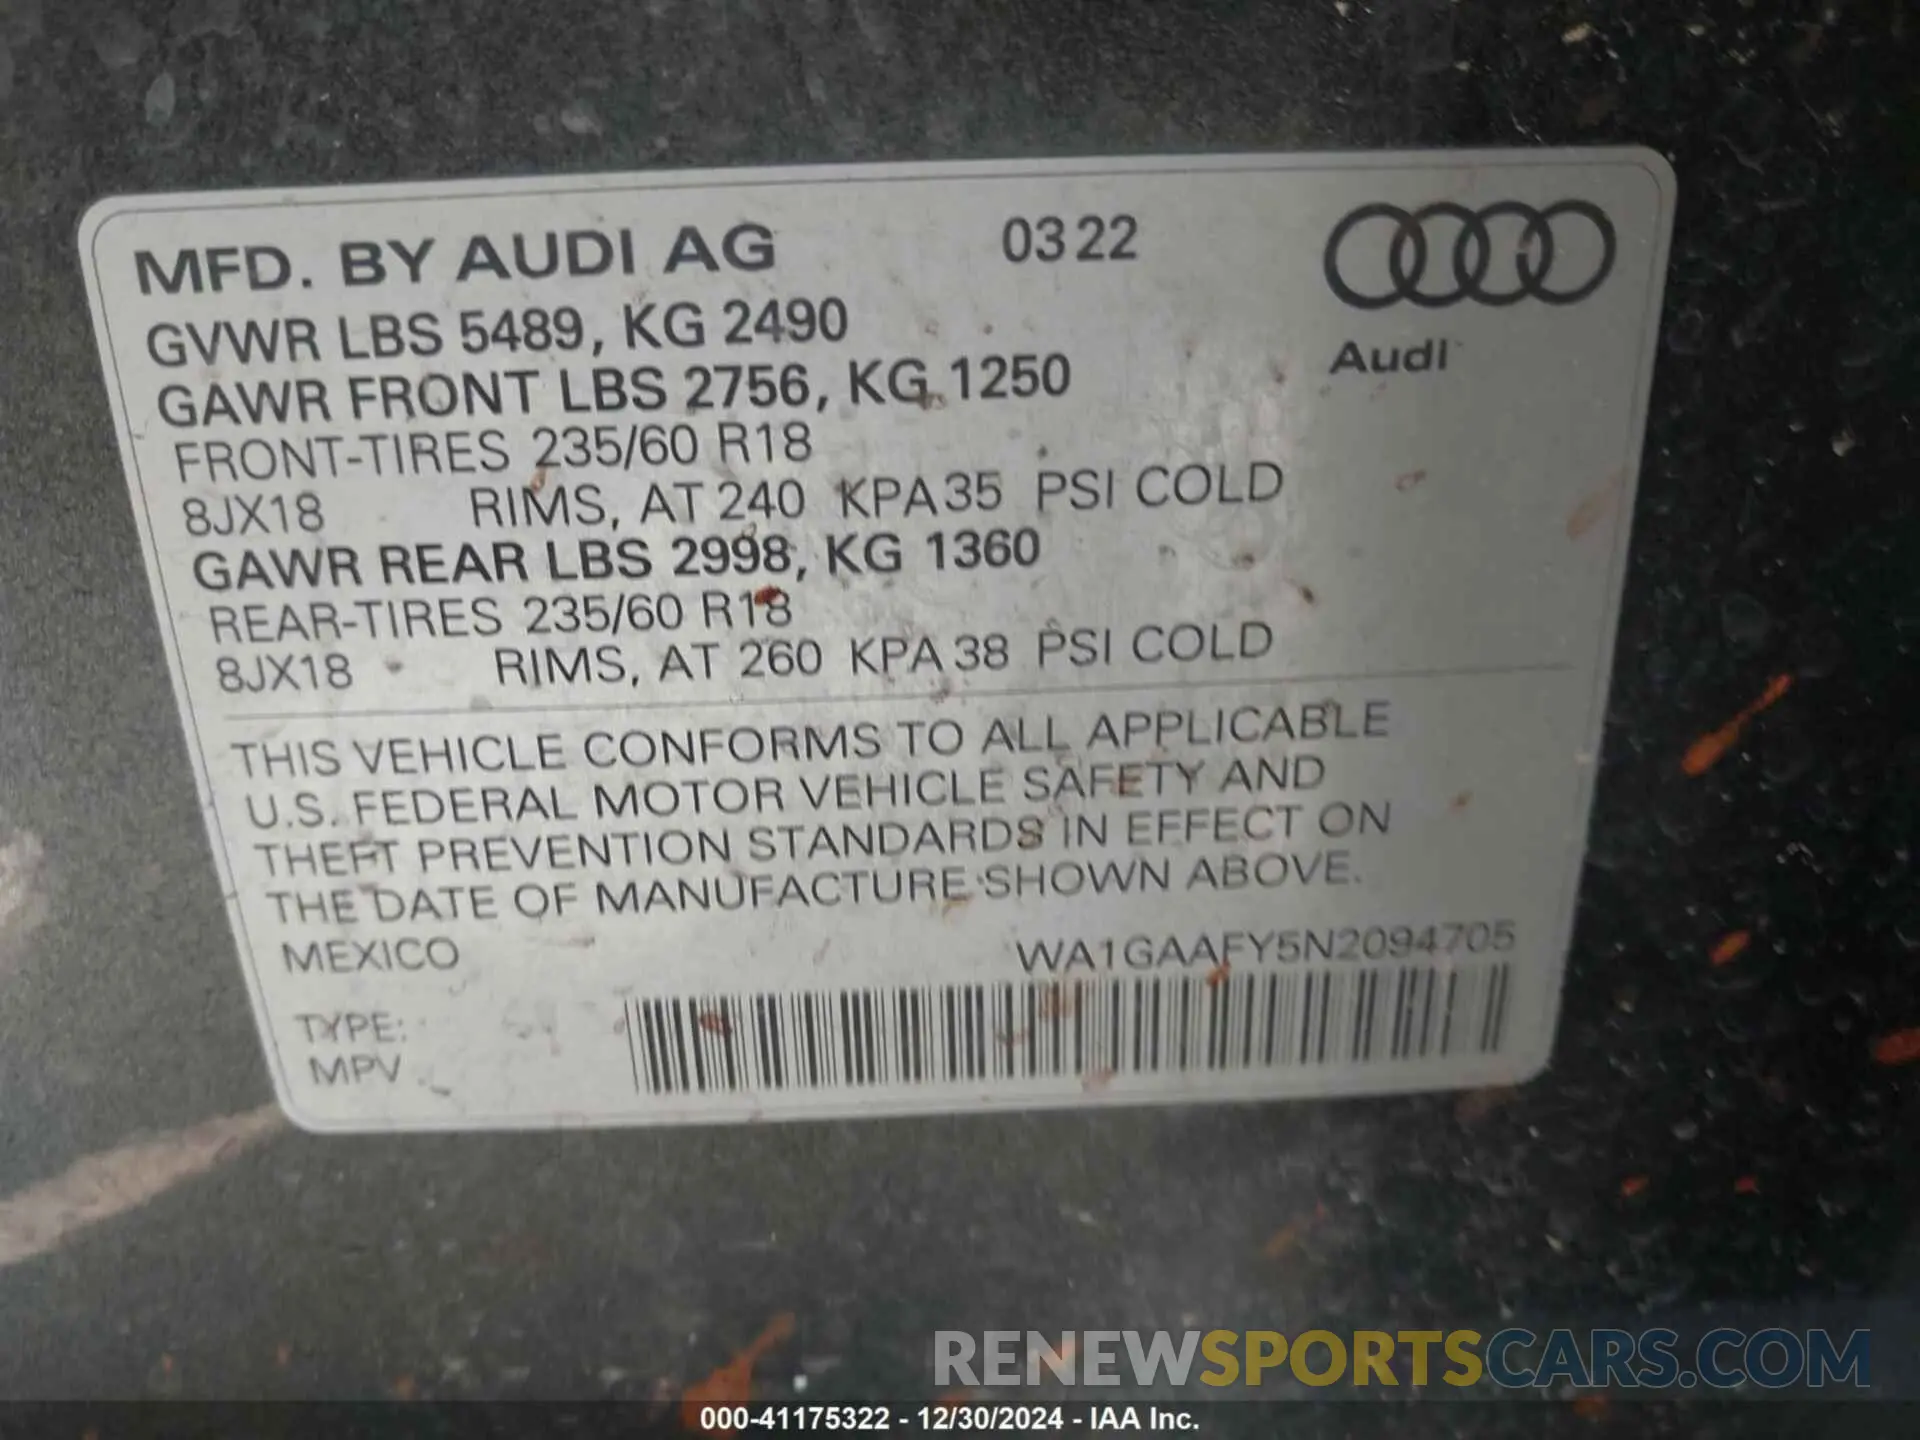 MFD. BY AUDI AG 03 22
GVWR LBS 5489, KG 2490
Audi
GAWR FRONT LBS 2756, KG 1250
FRONT-TIRES 235/60 R18
8JX18 RIMS, AT 240 KPA 35 PSI COLD
GAWR REAR LBS 2998, KG 1360
REAR-TIRES 235/60 R18
8JX18 RIMS, AT 260 KPA 38 PSI COLD
THIS VEHICLE CONFORMS TO ALL APPLICABLE
U.S. FEDERAL MOTOR VEHICLE SAFETY AND
THEFT PREVENTION STANDARDS IN EFFECT ON
THE DATE OF MANUFACTURE SHOWN ABOVE.
MEXICO WA1GAAFY5N2094705
TYPE:
MPV
RENEWSPORTSCARS.COM
000-41175322 - 12/30/2024 - IAA Inc.